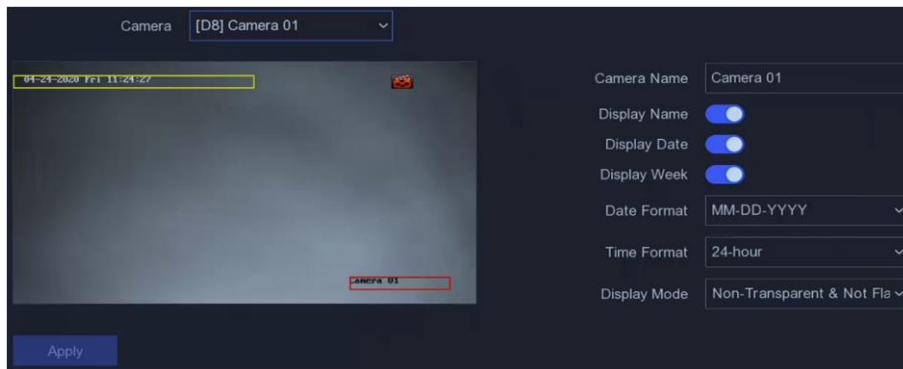 Camera [D8] Camera 01
04-24-2020 Fri 11:24:27
Camera 01
Camera Name Camera 01
Display Name
Display Date
Display Week
Date Format MM-DD-YYYY
Time Format 24-hour
Display Mode Non-Transparent & Not Fla
Apply